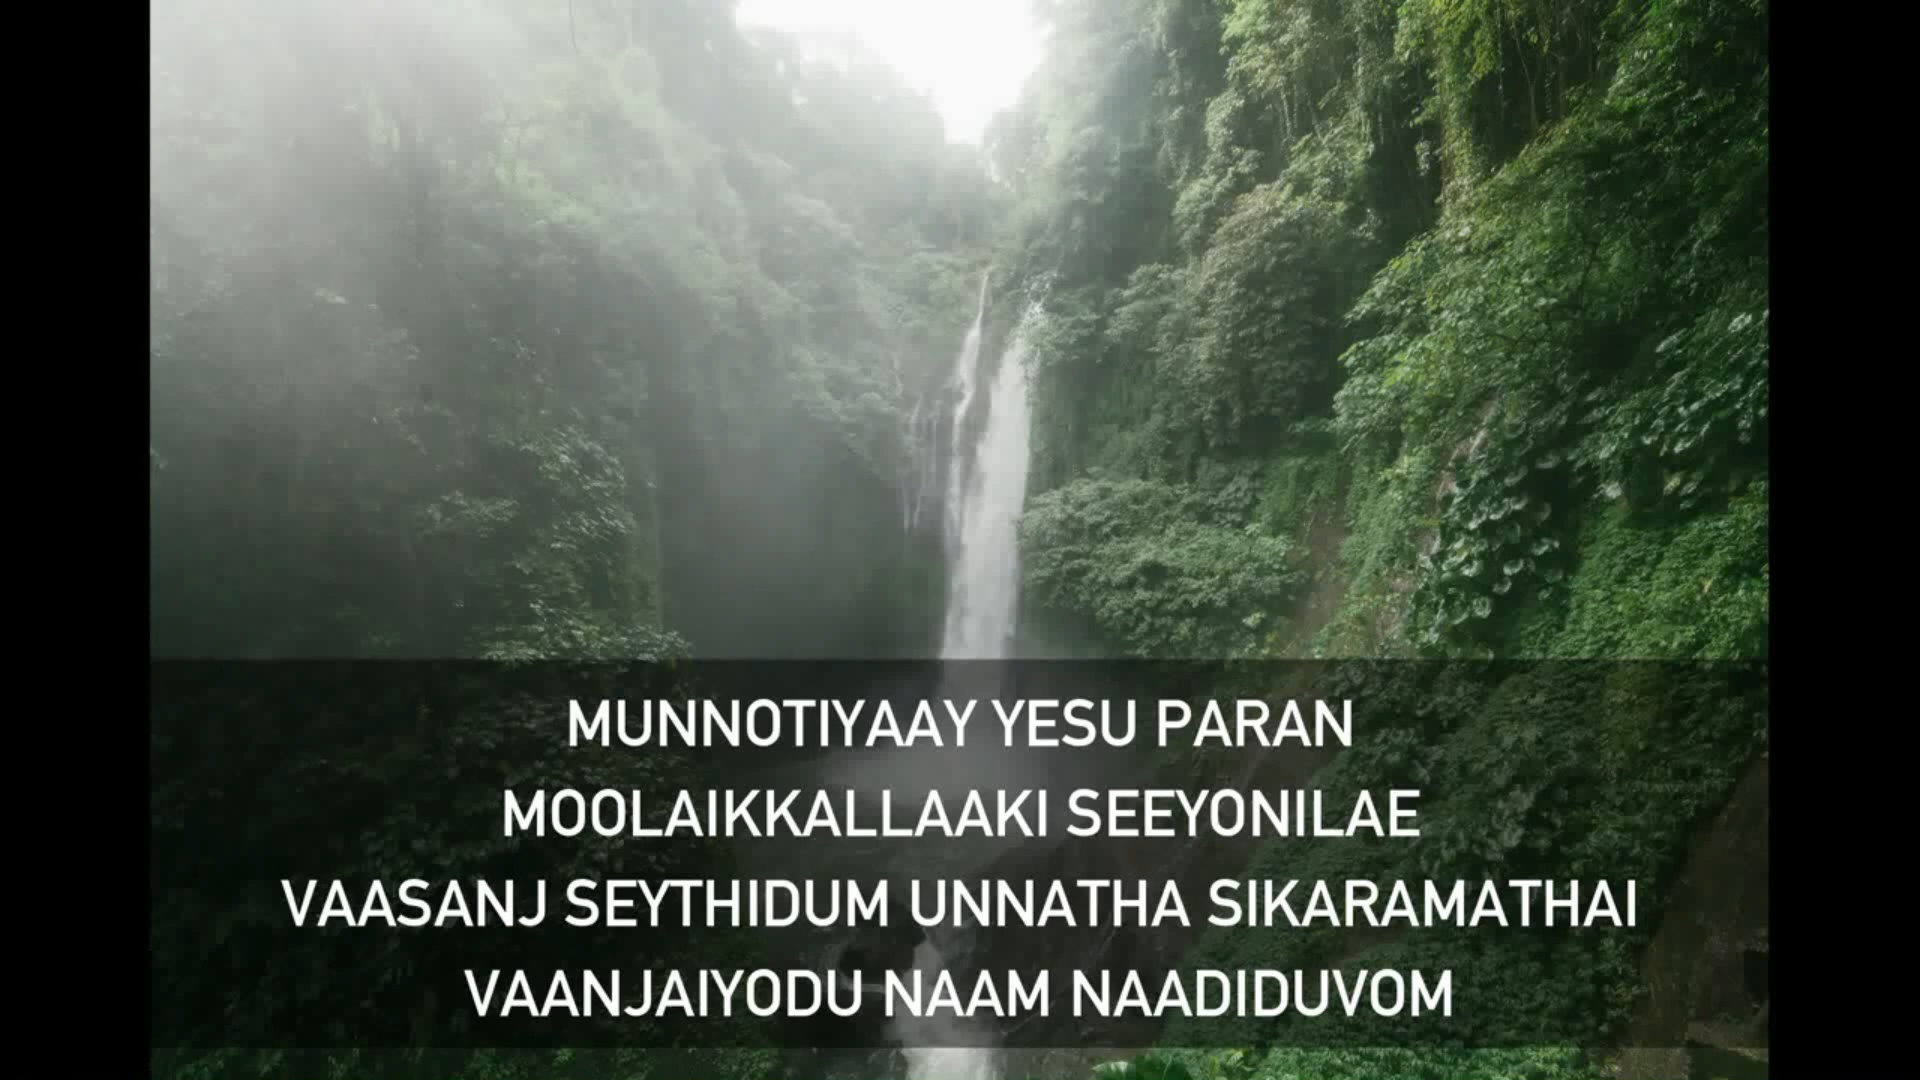 MUNNOTIYAAY YESU PARAN
MOOLAIKKALLAAKI SEEYONILAE
VAASANJ SEYTHIDUM UNNATHA SIKARAMATHAI
VAANJAIYODU NAAM NAADIDUVOM